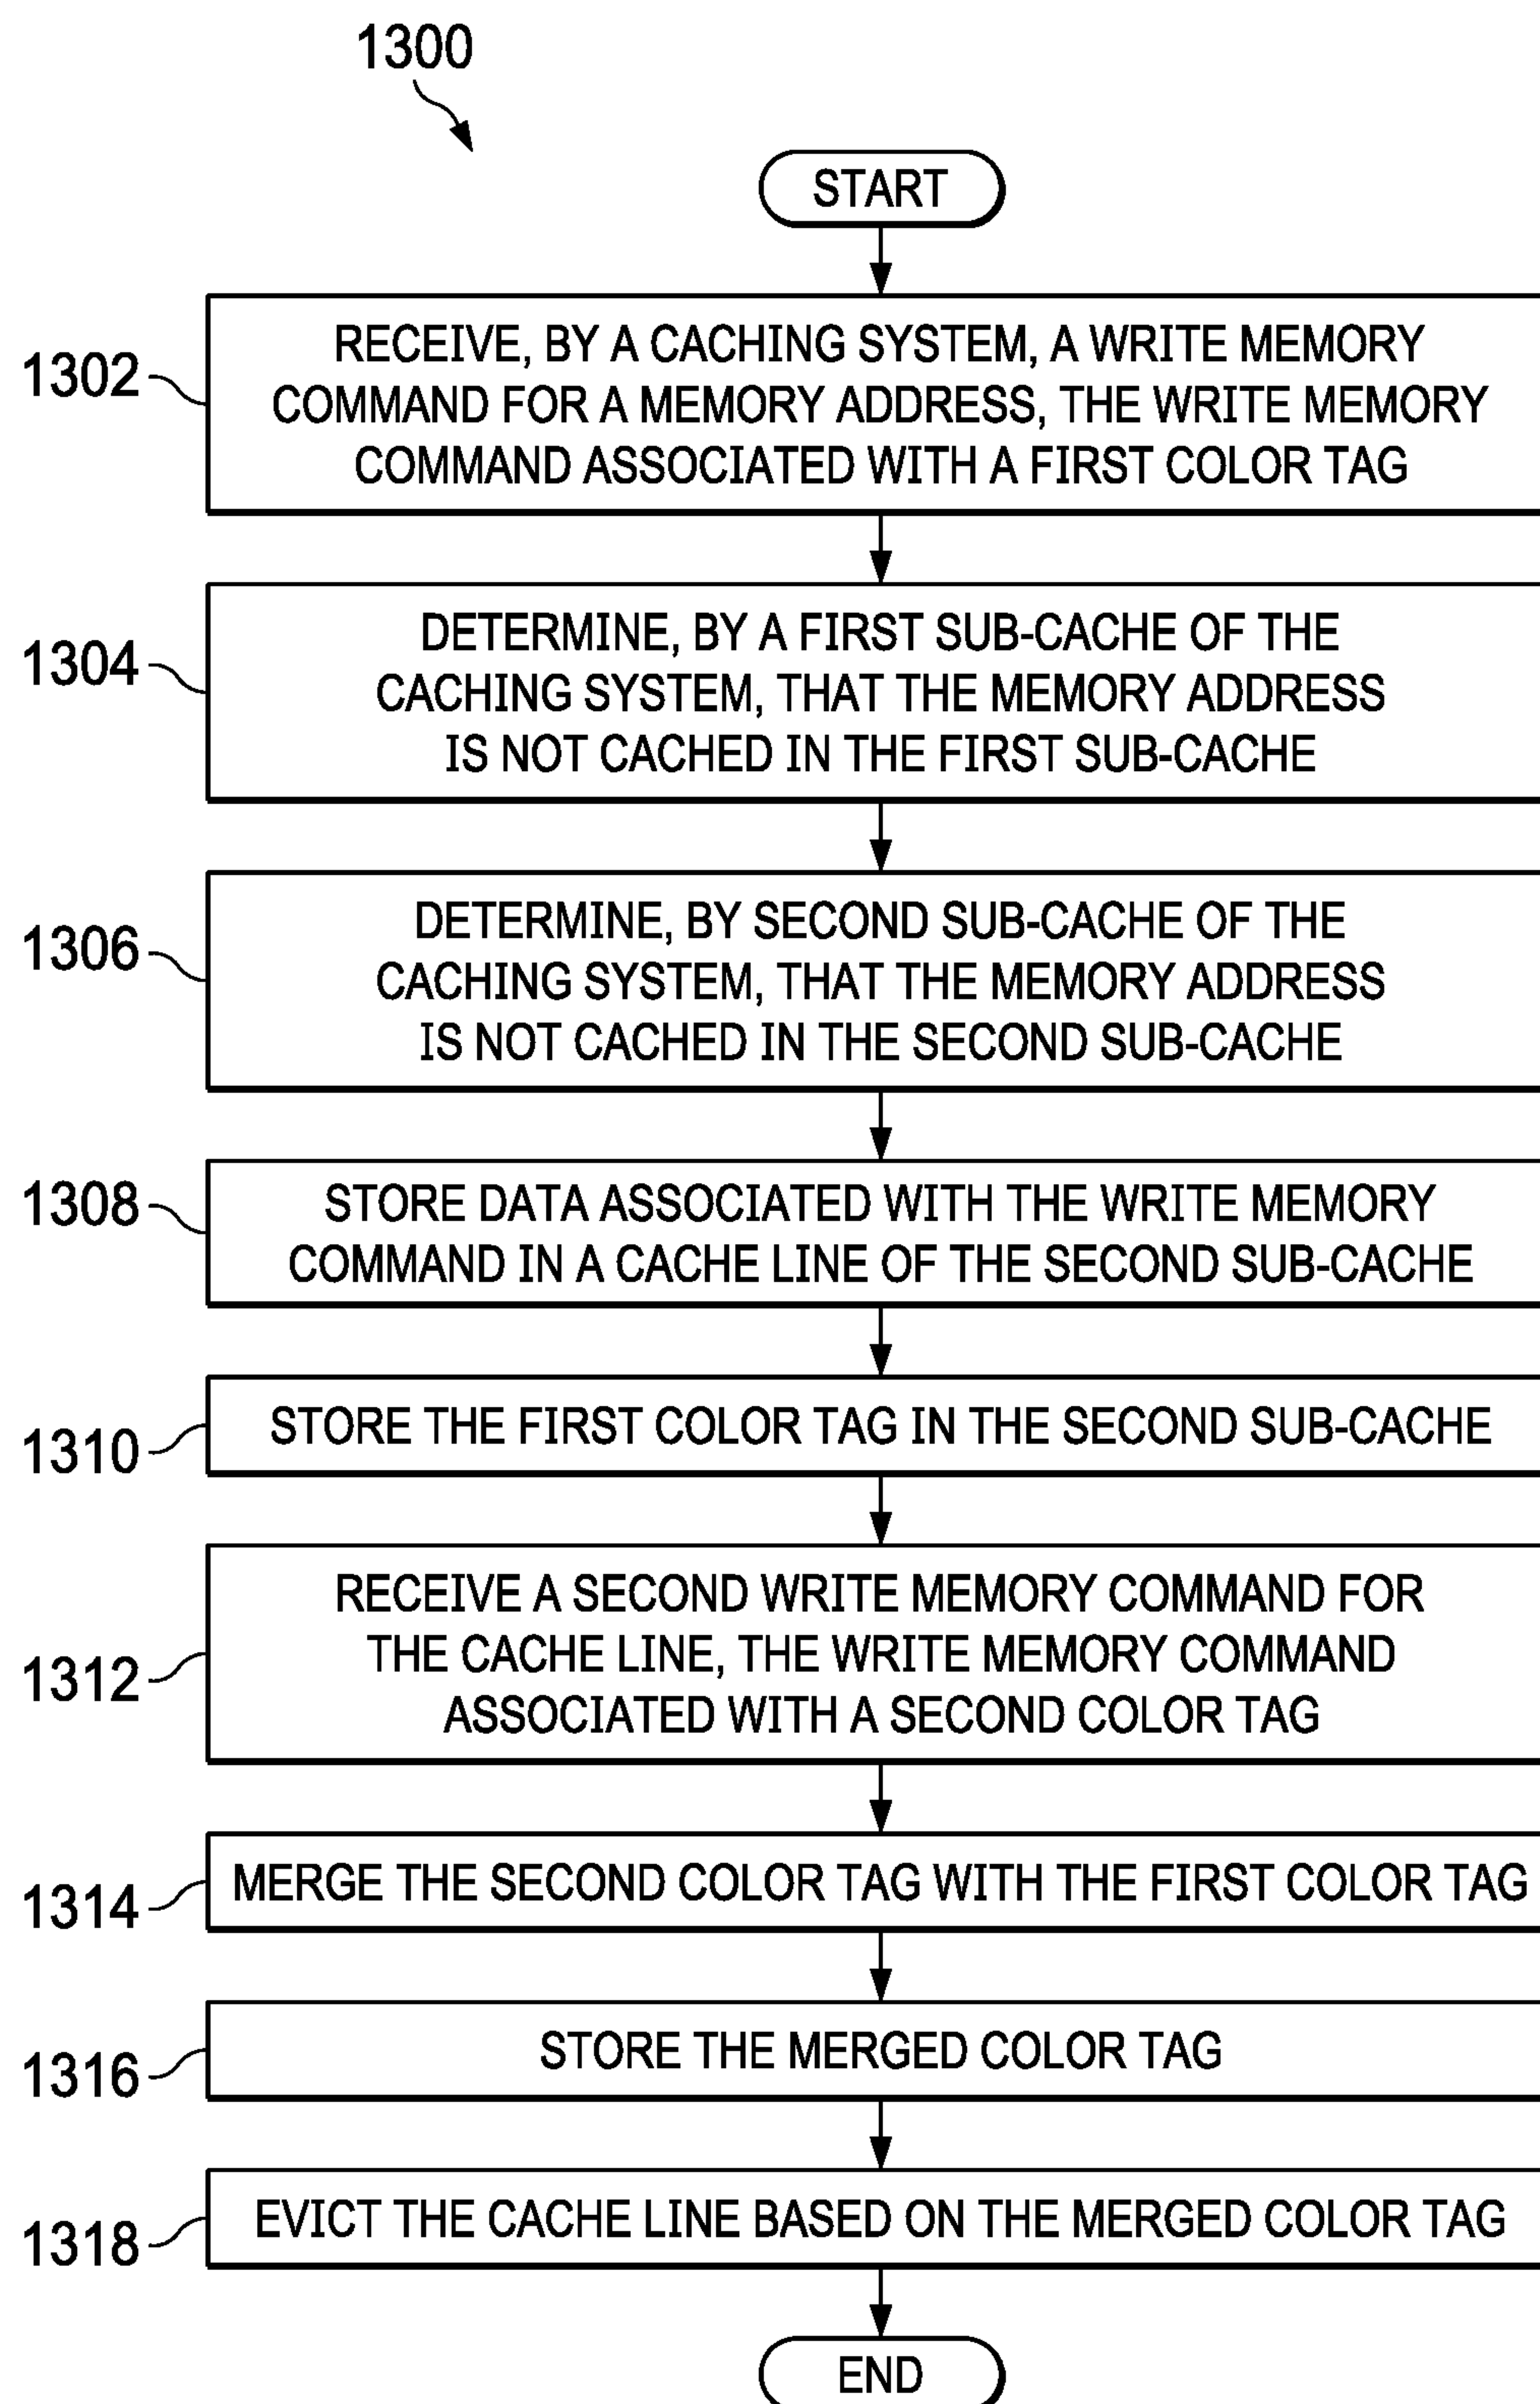 1300
START
1302
RECEIVE, BY A CACHING SYSTEM, A WRITE MEMORY
COMMAND FOR A MEMORY ADDRESS, THE WRITE MEMORY
COMMAND ASSOCIATED WITH A FIRST COLOR TAG
1304
DETERMINE, BY A FIRST SUB-CACHE OF THE
CACHING SYSTEM, THAT THE MEMORY ADDRESS
IS NOT CACHED IN THE FIRST SUB-CACHE
1306
DETERMINE, BY SECOND SUB-CACHE OF THE
CACHING SYSTEM, THAT THE MEMORY ADDRESS
IS NOT CACHED IN THE SECOND SUB-CACHE
1308
STORE DATA ASSOCIATED WITH THE WRITE MEMORY
COMMAND IN A CACHE LINE OF THE SECOND SUB-CACHE
1310
STORE THE FIRST COLOR TAG IN THE SECOND SUB-CACHE
1312
RECEIVE A SECOND WRITE MEMORY COMMAND FOR
THE CACHE LINE, THE WRITE MEMORY COMMAND
ASSOCIATED WITH A SECOND COLOR TAG
1314
MERGE THE SECOND COLOR TAG WITH THE FIRST COLOR TAG
1316
STORE THE MERGED COLOR TAG
1318
EVICT THE CACHE LINE BASED ON THE MERGED COLOR TAG
END